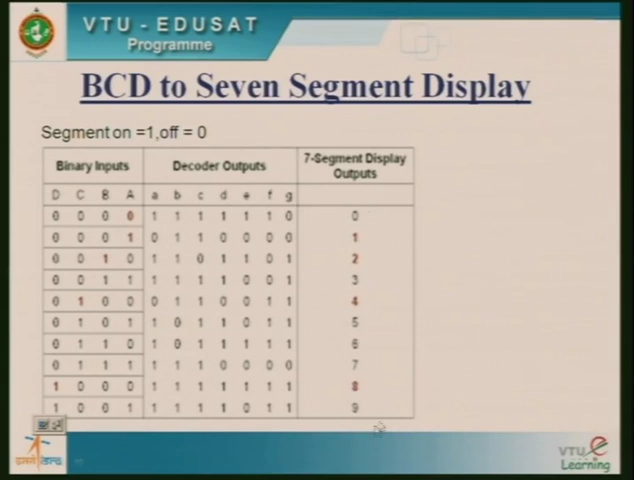 VTU - EDUSAT
Programme
BCD to Seven Segment Display
Segment on =1,off = 0
Binary Inputs Decoder Outputs 7-Segment Display Outputs
D C B A a b c d e f g
0 0 0 0 1 1 1 1 1 1 0 0
0 0 0 1 0 1 1 0 0 0 0 1
0 0 1 0 1 1 0 1 1 0 1 2
0 0 1 1 1 1 1 1 0 0 1 3
0 1 0 0 0 1 1 0 0 1 1 4
0 1 0 1 1 0 1 1 0 1 1 5
0 1 1 0 1 0 1 1 1 1 1 6
0 1 1 1 1 1 1 0 0 0 0 7
1 0 0 0 1 1 1 1 1 1 1 8
1 0 0 1 1 1 1 1 0 1 1 9
VTU e
Learning